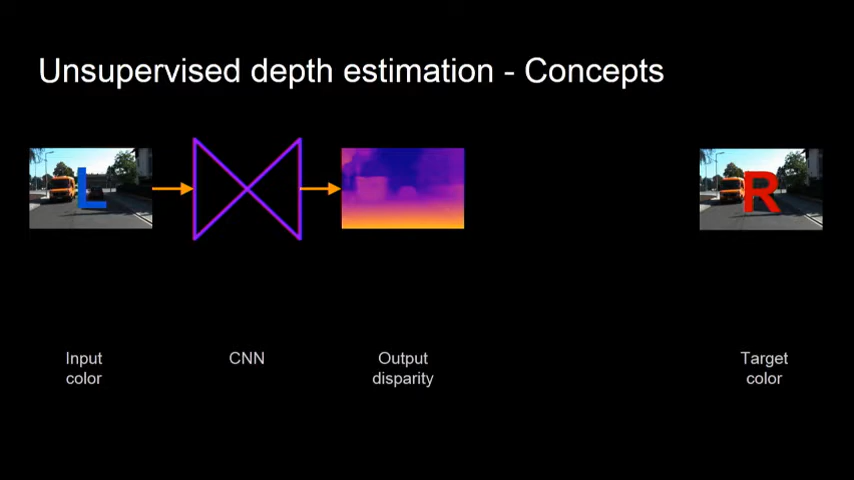 Unsupervised depth estimation - Concepts
L
R
Input
color
CNN
Output
disparity
Target
color